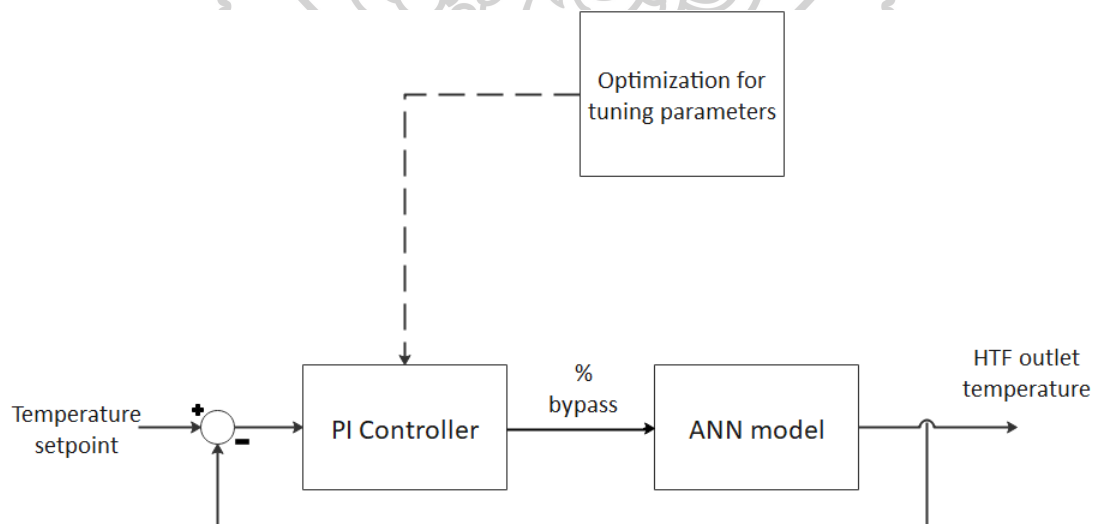 Optimization for
tuning parameters
Temperature
setpoint
+
-
PI Controller
%
bypass
ANN model
HTF outlet
temperature